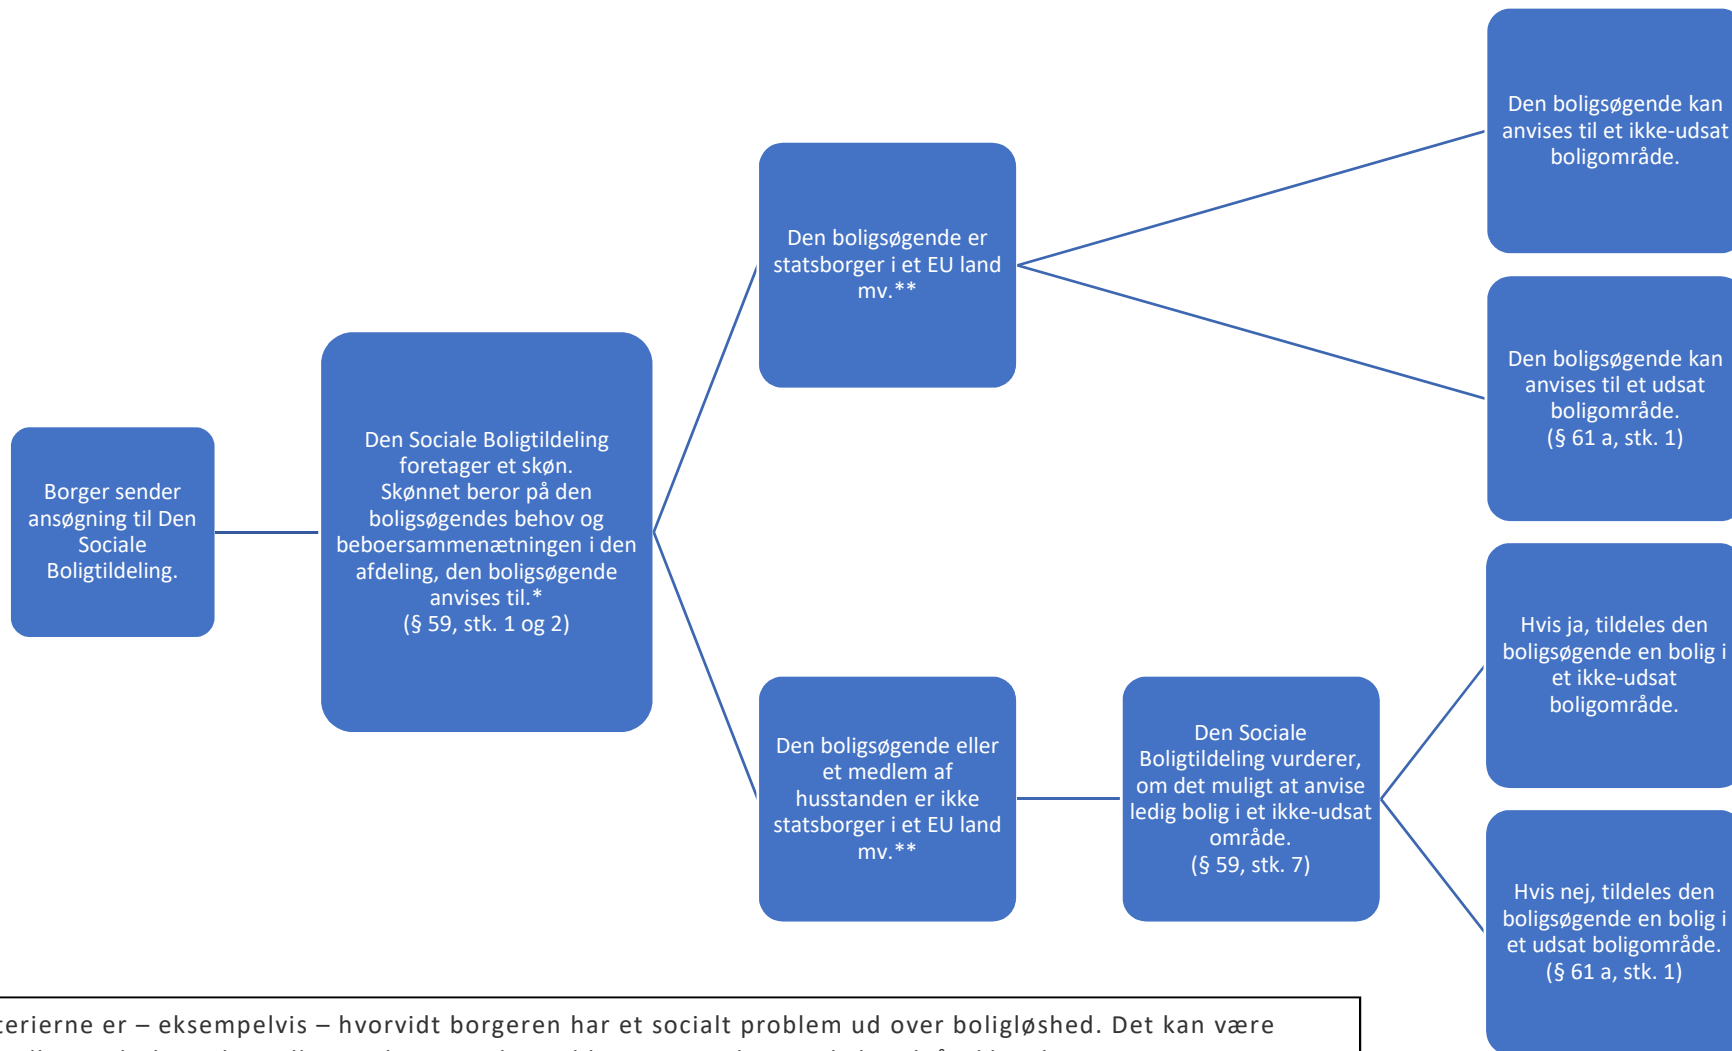 Borger sender
ansøgning til Den
Sociale
Boligtildeling.
Den Sociale Boligtildeling
foretager et skøn.
Skønnet beror på den
boligsøgendes behov og
beboersammenætningen i den
afdeling, den boligsøgende
anvises til.*
(§ 59, stk. 1 og 2)
Den boligsøgende er
statsborger i et EU land
mv.**
Den boligsøgende kan
anvises til et ikke-udsat
boligområde.
Den boligsøgende kan
anvises til et udsat
boligområde.
(§ 61 a, stk. 1)
Den boligsøgende eller
et medlem af
husstanden er ikke
statsborger i et EU land
mv.**
Den Sociale
Boligtildeling vurderer,
om det muligt at anvise
ledig bolig i et ikke-udsat
område.
(§ 59, stk. 7)
Hvis ja, tildeles den
boligsøgende en bolig i
et ikke-udsat
boligområde.
Hvis nej, tildeles den
boligsøgende en bolig i
et udsat boligområde.
(§ 61 a, stk. 1)
terierne er – eksempelvis – hvorvidt borgeren har et socialt problem ud over boligløshed. Det kan være